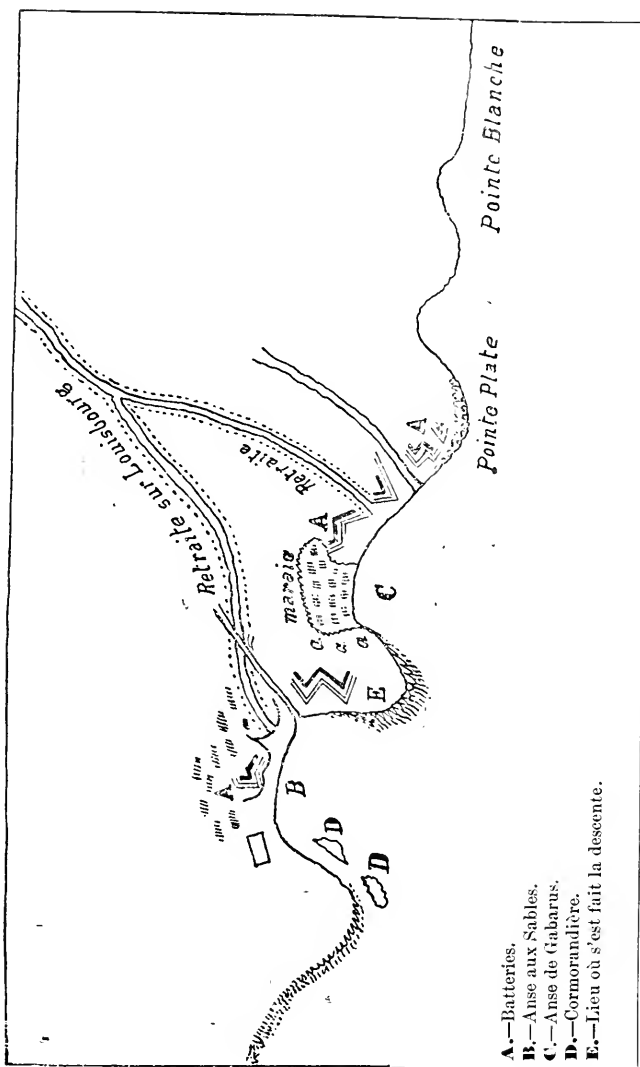 Retraite sur Louisbourg
Retraite
marais
A
A
A
a
c
a
B
C
D
D
E
Pointe Plate
Pointe Blanche
A.—Batteries.
B.—Anse aux Sables.
C.—Anse de Gabarus.
D.—Cormorandière.
E.—Lieu où s'est fait la descente.